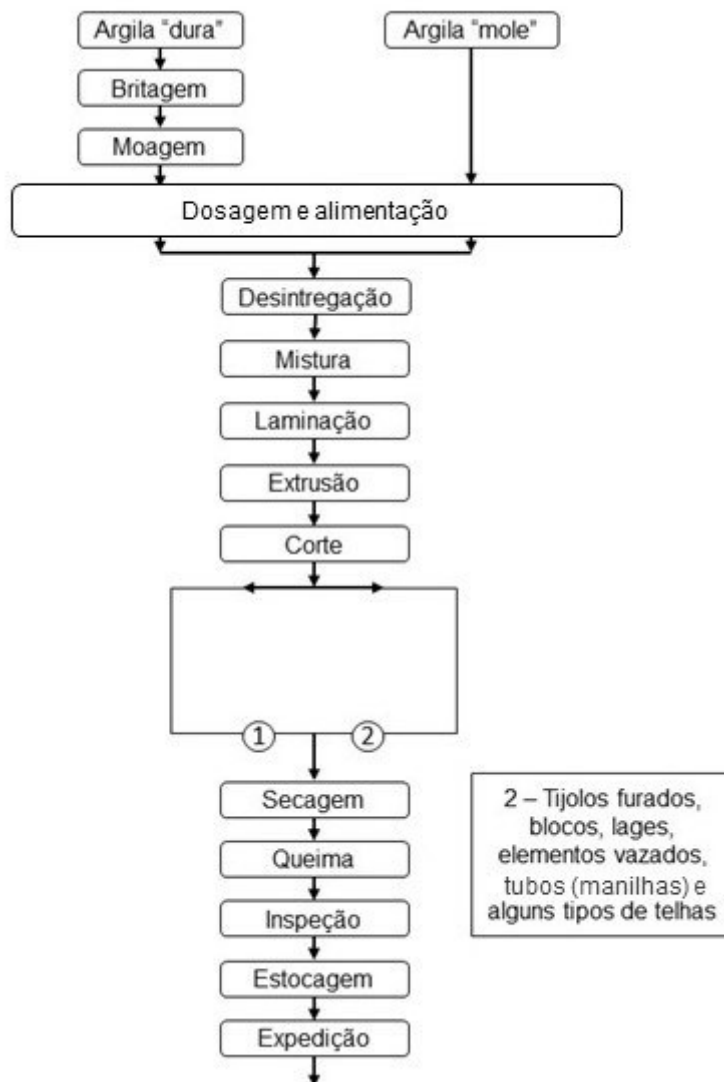 Argila “dura”
Argila “mole”
Britagem
Moagem
Dosagem e alimentação
Desintregação
Mistura
Laminação
Extrusão
Corte
1
2
Secagem
Queima
Inspeção
Estocagem
Expedição
2 – Tijolos furados,
blocos, lages,
elementos vazados,
tubos (manilhas) e
alguns tipos de telhas